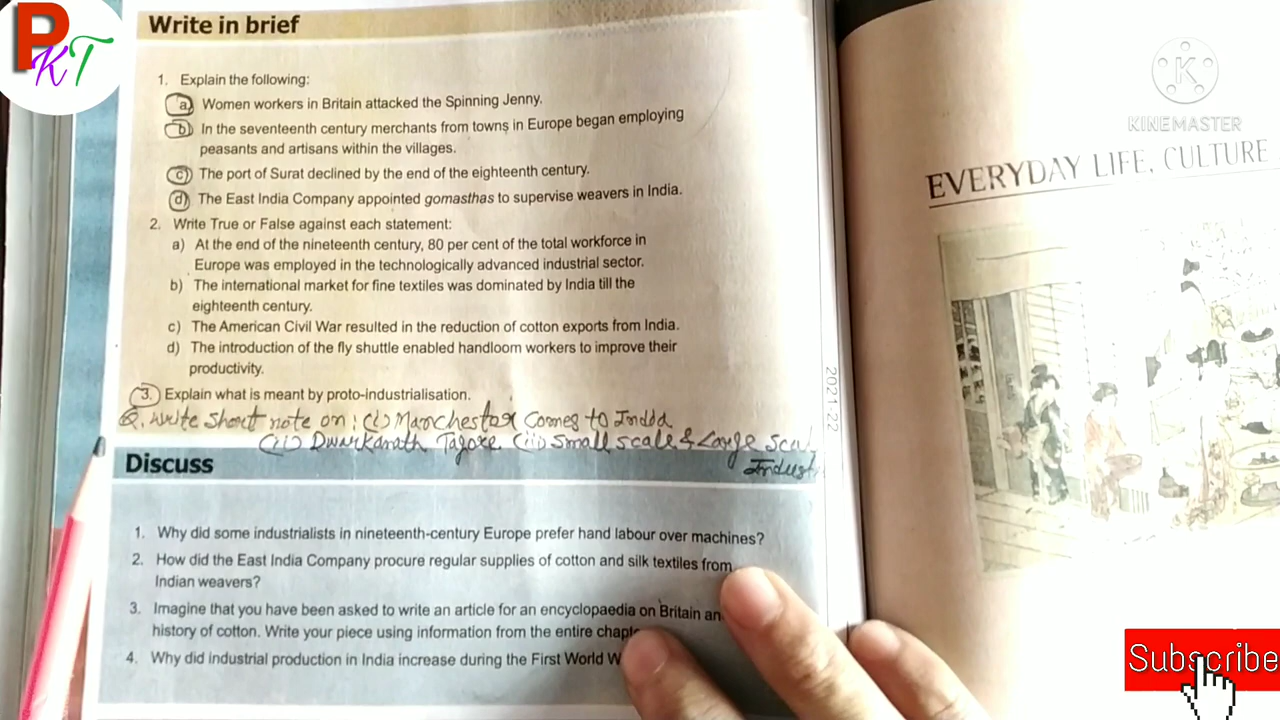 PKT
Write in brief
1. Explain the following:
a) Women workers in Britain attacked the Spinning Jenny.
b) In the seventeenth century merchants from towns in Europe began employing
peasants and artisans within the villages.
c) The port of Surat declined by the end of the eighteenth century.
d) The East India Company appointed gomasthas to supervise weavers in India.
2. Write True or False against each statement:
a) At the end of the nineteenth century, 80 per cent of the total workforce in
Europe was employed in the technologically advanced industrial sector.
b) The international market for fine textiles was dominated by India till the
eighteenth century.
c) The American Civil War resulted in the reduction of cotton exports from India.
d) The introduction of the fly shuttle enabled handloom workers to improve their
productivity.
3. Explain what is meant by proto-industrialisation.
Q. Write Short note on: (i) Manchester Comes to India
(ii) Dwarkanath Tagore (iii) Small scale & Large Sca
Indust
Discuss
1. Why did some industrialists in nineteenth-century Europe prefer hand labour over machines?
2. How did the East India Company procure regular supplies of cotton and silk textiles from
Indian weavers?
3. Imagine that you have been asked to write an article for an encyclopaedia on Britain an
history of cotton. Write your piece using information from the entire chapte
4. Why did industrial production in India increase during the First World W
2021-22
K
KINEMASTER
EVERYDAY LIFE, CULTURE
Subscribe